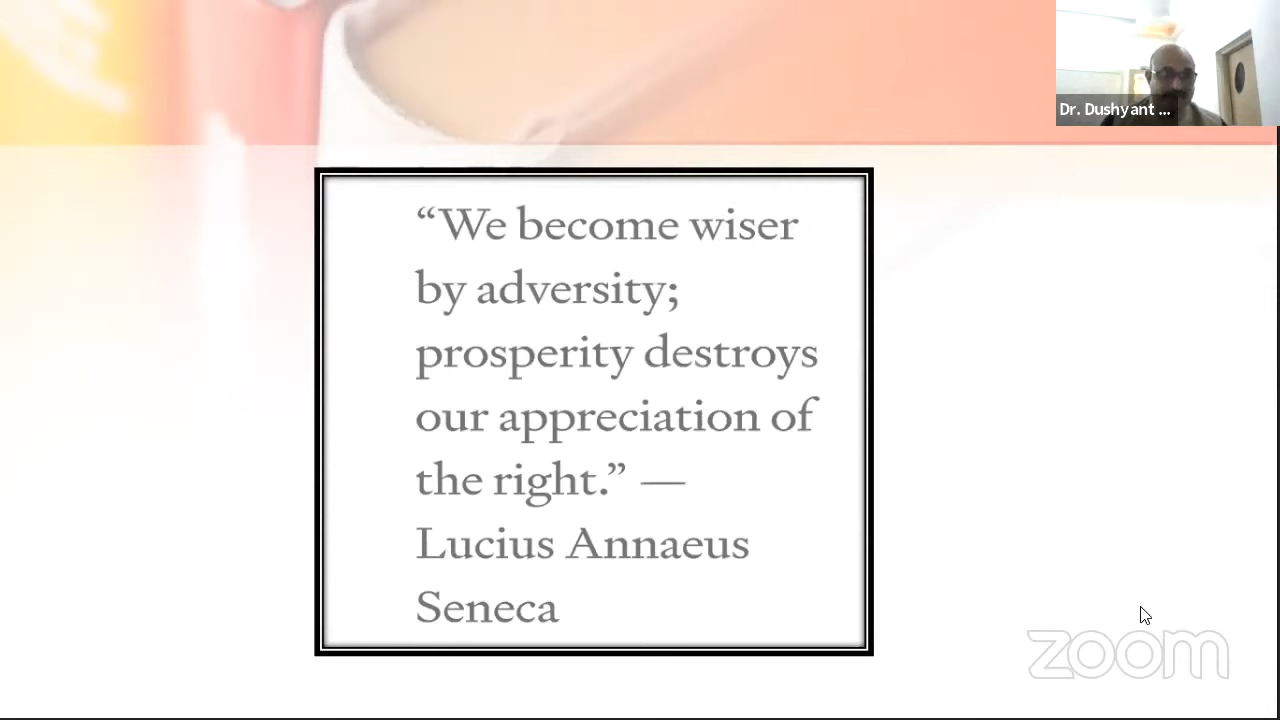 Dr. Dushyant ...
“We become wiser
by adversity;
prosperity destroys
our appreciation of
the right.” —
Lucius Annaeus
Seneca
zoom